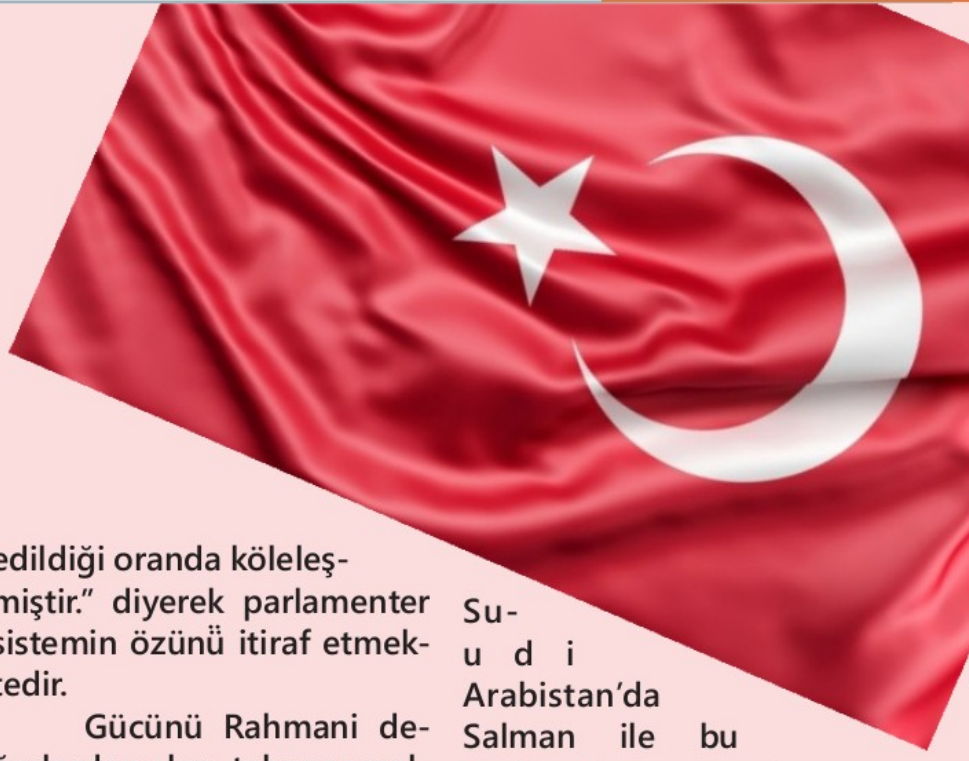 edildiği oranda köleleş-
miştir.” diyerek parlamenter
sistemin özünü itiraf etmek-
tedir.
Gücünü Rahmani de-
Su-
u d i
Arabistan’da
Salman ile bu